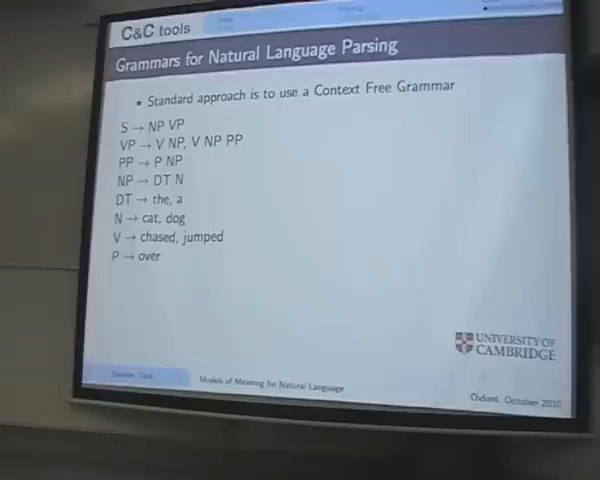 C&C tools
Grammars for Natural Language Parsing
• Standard approach is to use a Context Free Grammar
S → NP VP
VP → V NP, V NP PP
PP → P NP
NP → DT N
DT → the, a
N → cat, dog
V → chased, jumped
P → over
UNIVERSITY OF
CAMBRIDGE
Models of Meaning for Natural Language
Oxford, October 2010